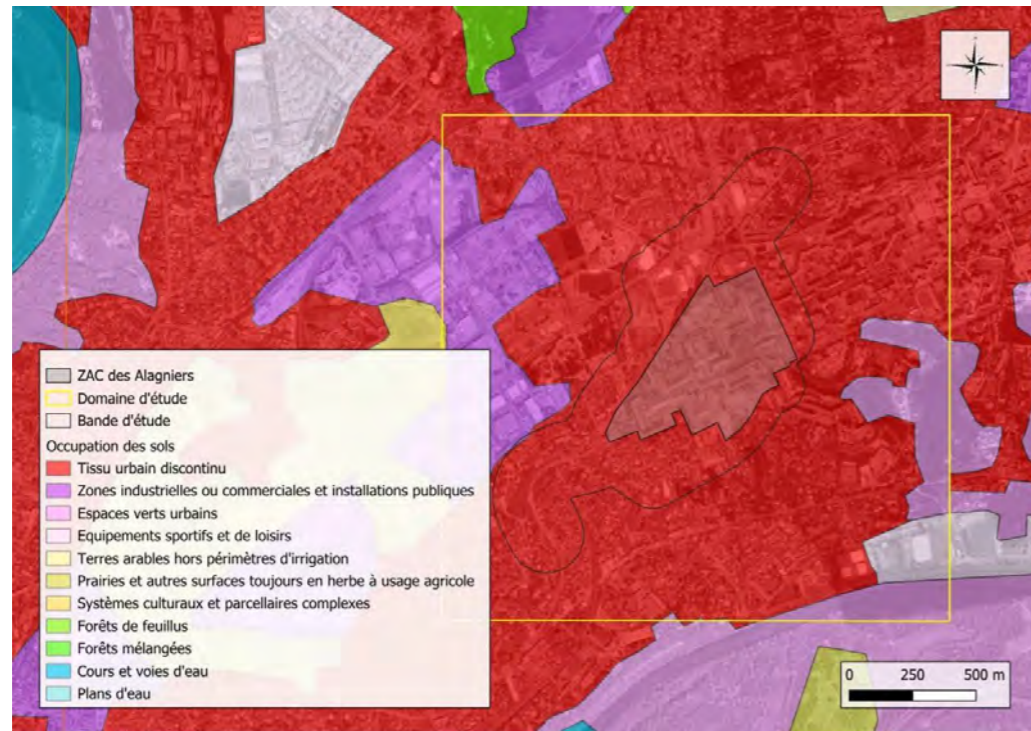 ZAC des Alagniers
Domaine d'étude
Bande d'étude
Occupation des sols
Tissu urbain discontinu
Zones industrielles ou commerciales et installations publiques
Espaces verts urbains
Equipements sportifs et de loisirs
Terres arables hors périmètres d'irrigation
Prairies et autres surfaces toujours en herbe à usage agricole
Systèmes culturaux et parcellaires complexes
Forêts de feuillus
Forêts mélangées
Cours et voies d'eau
Plans d'eau
0 250 500 m